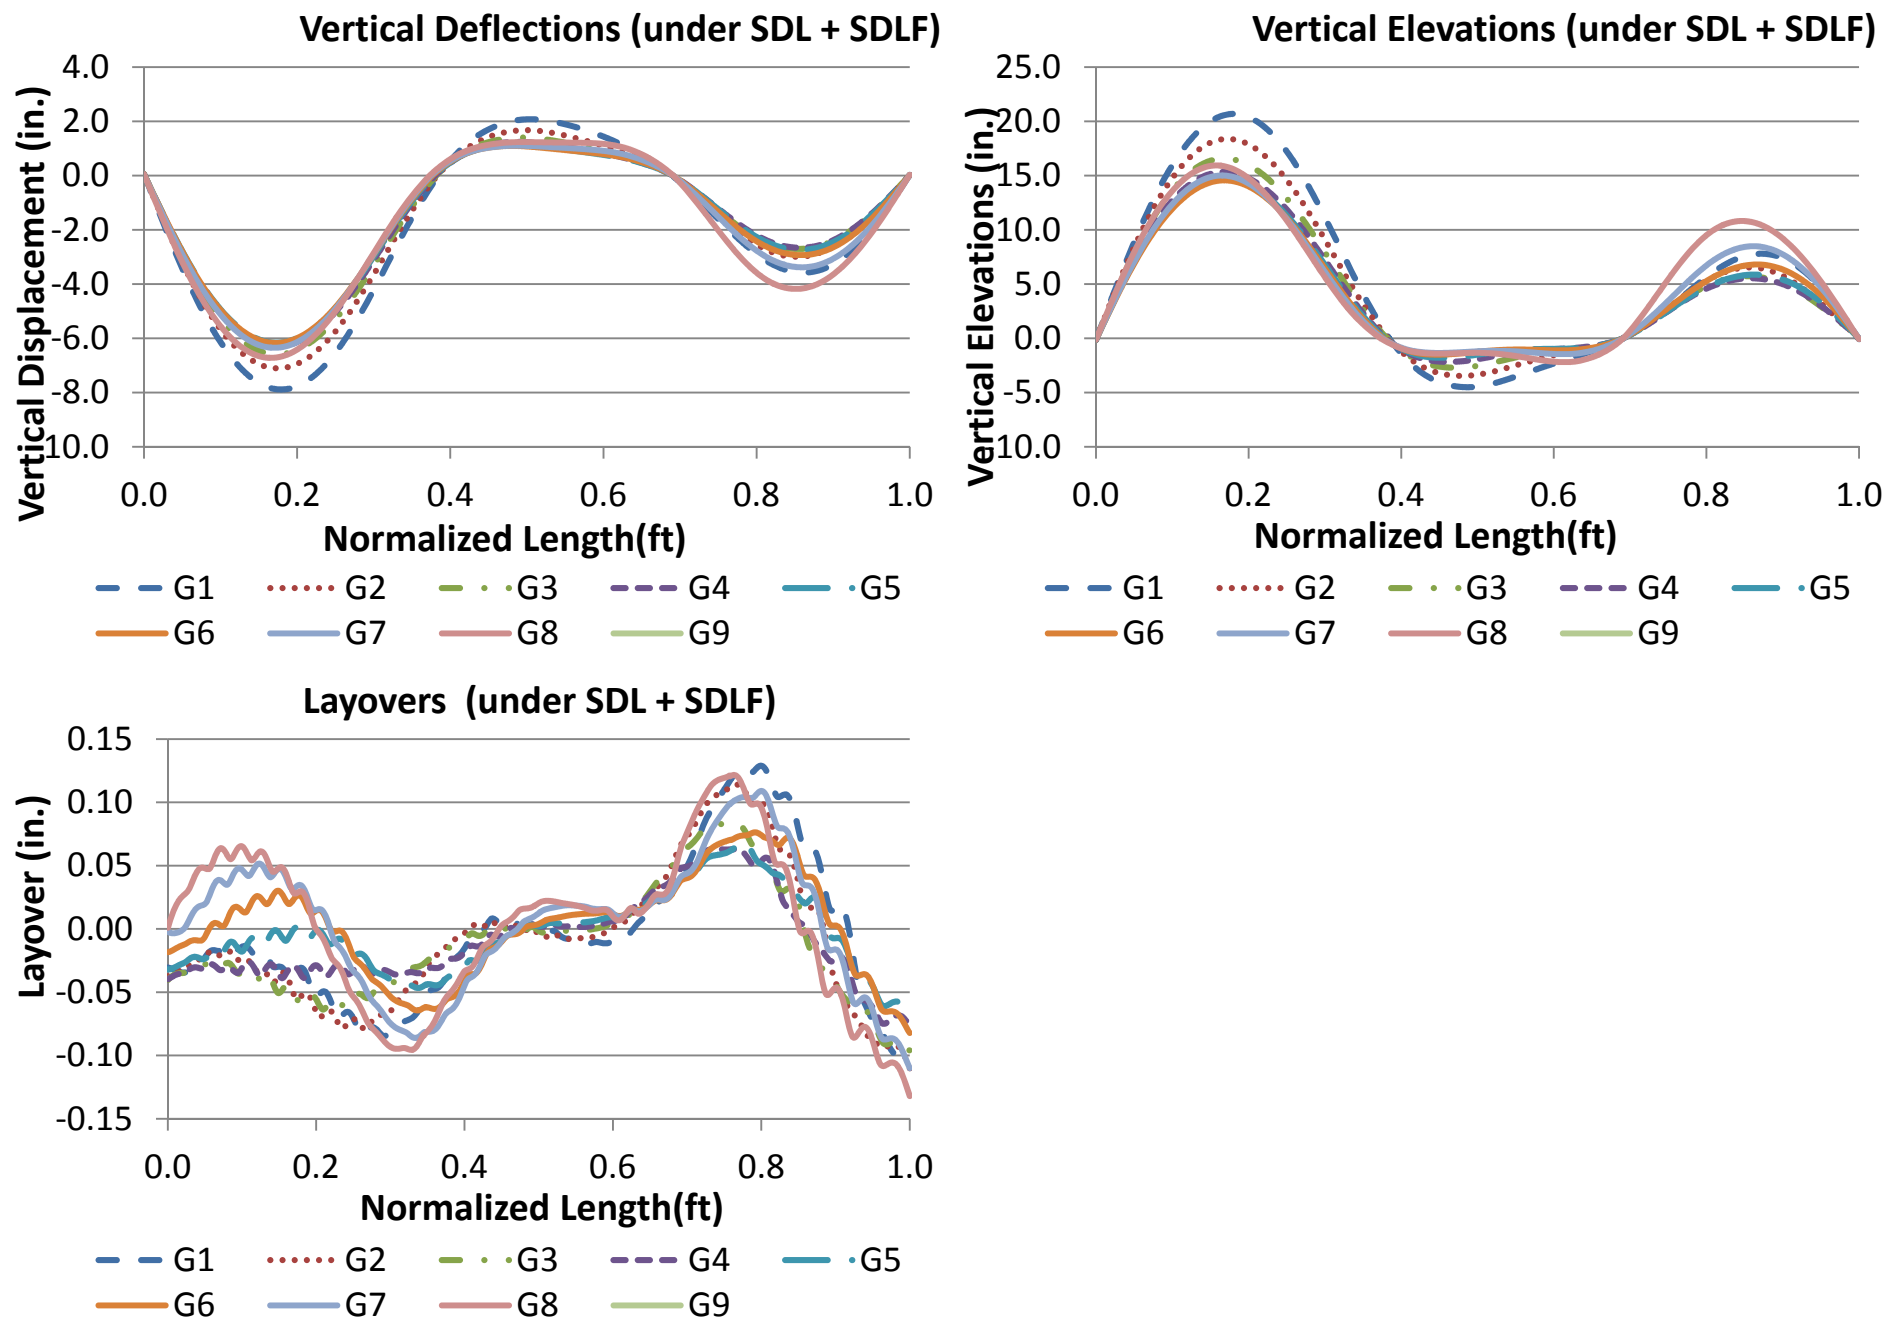 Vertical Deflections (under SDL + SDLF)
4.0
2.0
0.0
-2.0
-4.0
-6.0
-8.0
10.0
Vertical Displacement (in.)
0.0 0.2 0.4 0.6 0.8 1.0
Normalized Length(ft)
G1 G2 G3 G4 G5
G6 G7 G8 G9
Vertical Elevations (under SDL + SDLF)
25.0
20.0
15.0
10.0
5.0
0.0
-5.0
10.0
Vertical Elevations (in.)
0.0 0.2 0.4 0.6 0.8 1.0
Normalized Length(ft)
G1 G2 G3 G4 G5
G6 G7 G8 G9
Layovers (under SDL + SDLF)
0.15
0.10
0.05
0.00
-0.05
-0.10
-0.15
Layover (in.)
0.0 0.2 0.4 0.6 0.8 1.0
Normalized Length(ft)
G1 G2 G3 G4 G5
G6 G7 G8 G9